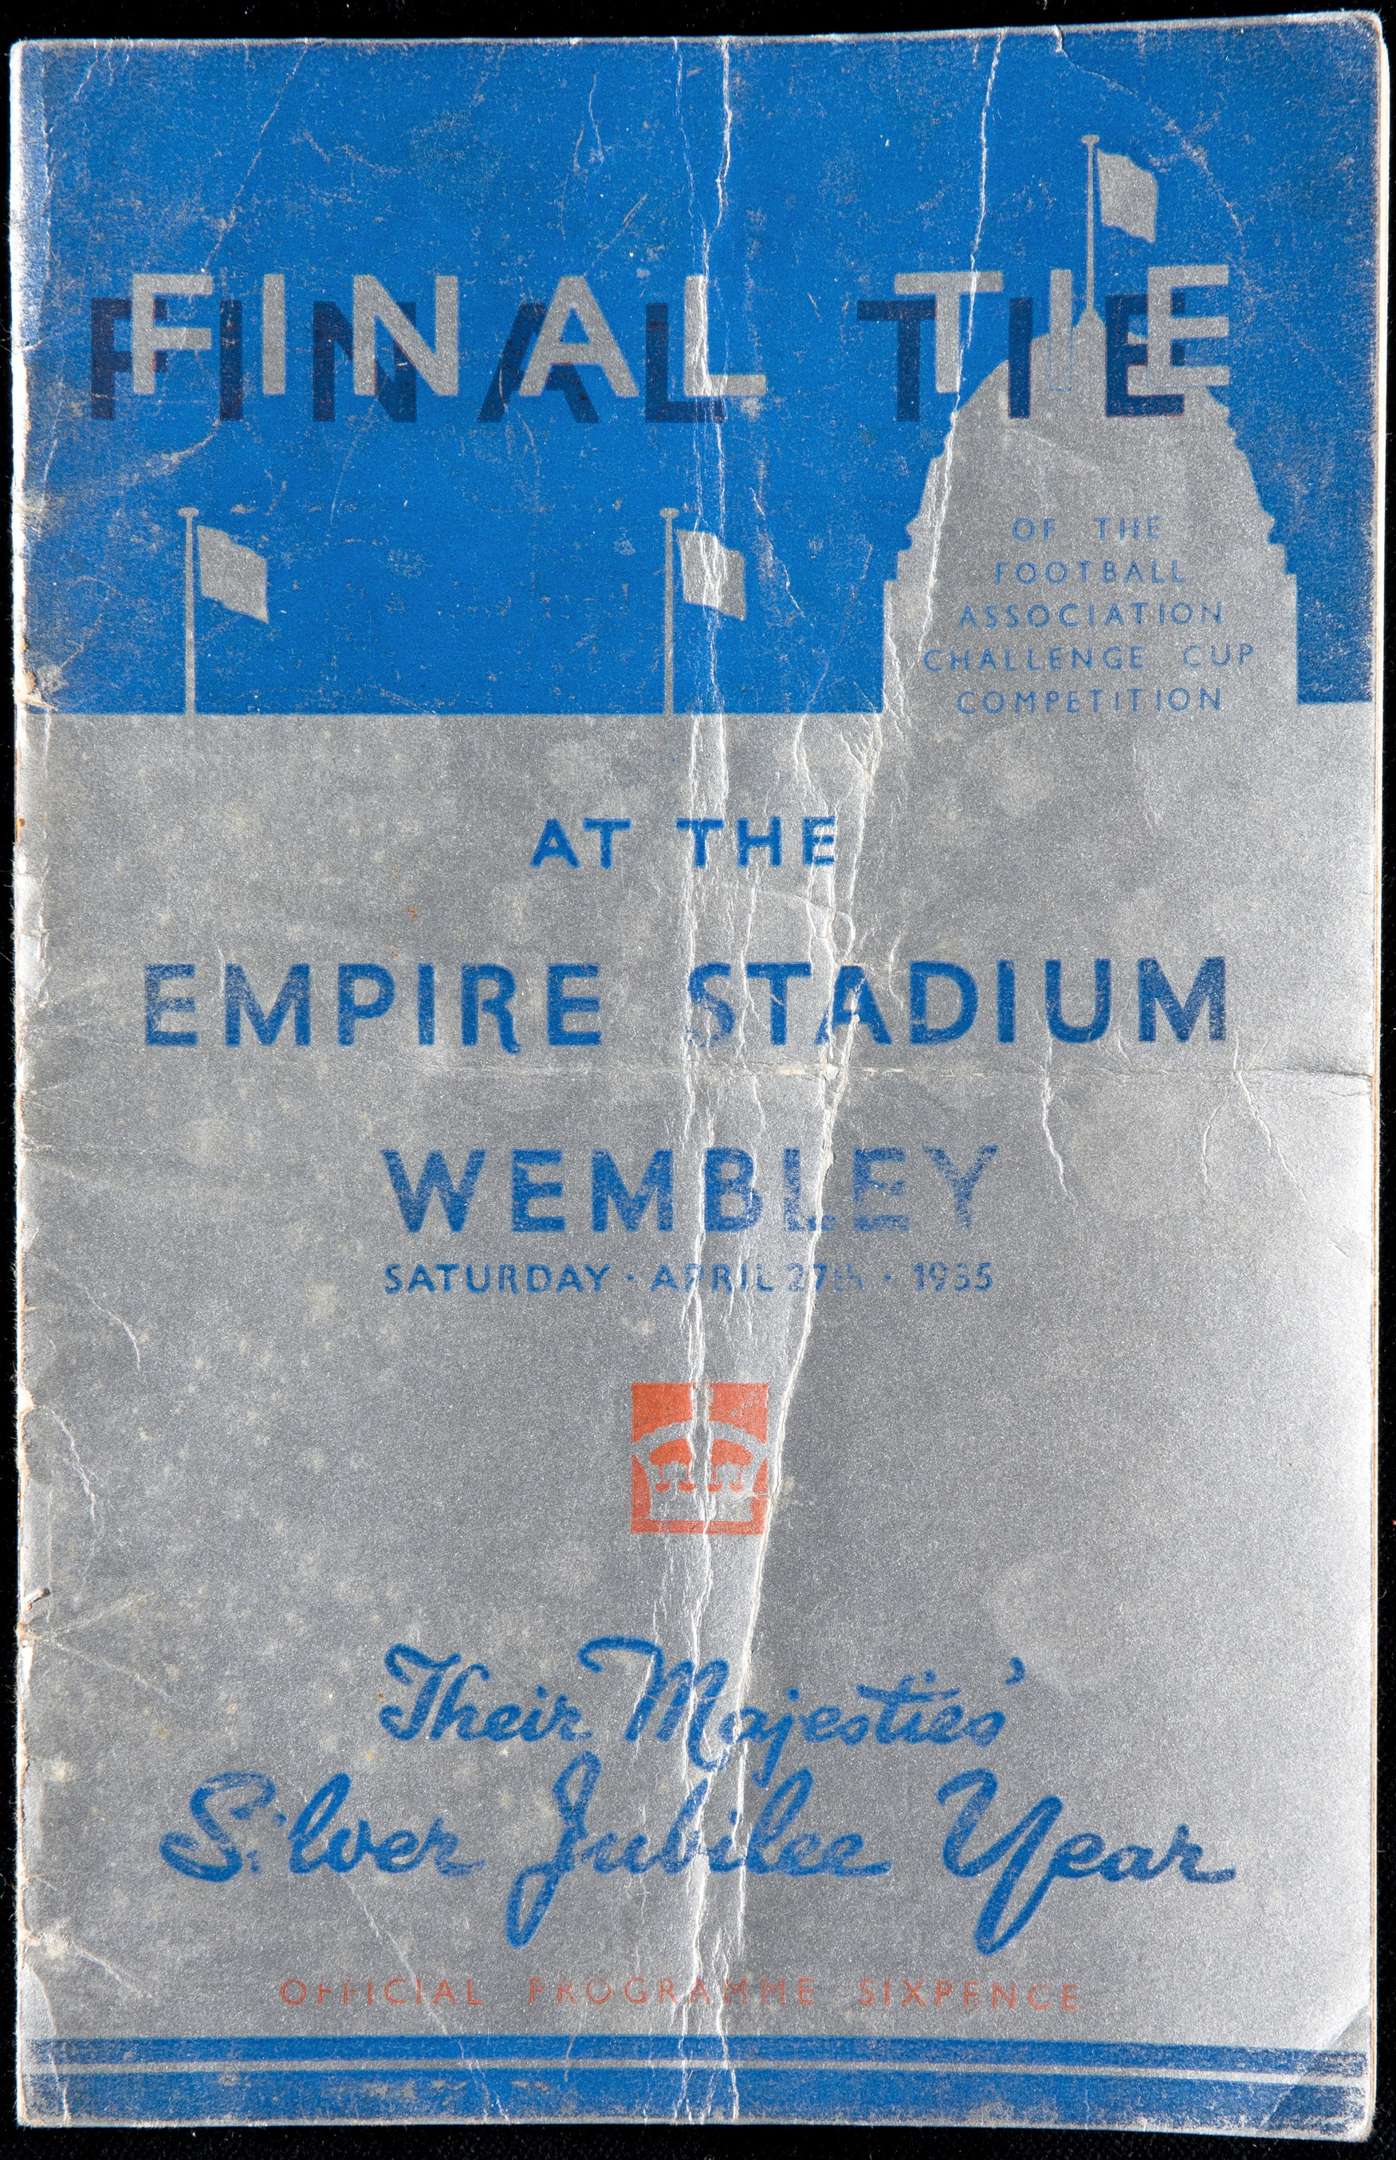 FINAL TIE
OF THE
FOOTBALL
ASSOCIATION
CHALLENGE CUP
COMPETITION
AT THE
EMPIRE STADIUM
WEMBLEY
SATURDAY · APRIL 27th · 1935
Their Majesties'
Silver Jubilee Year
OFFICIAL PROGRAMME SIXPENCE